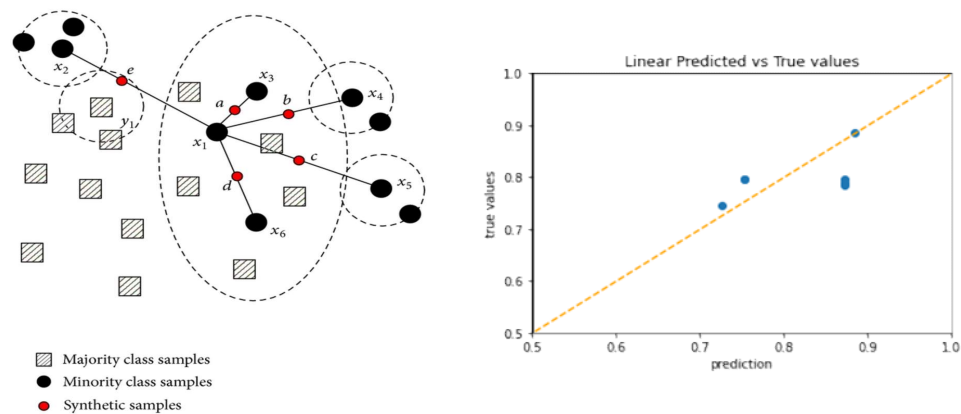 x2
e
x3
x4
a
b
y1
x1
c
d
x5
x6
Majority class samples
Minority class samples
Synthetic samples
Linear Predicted vs True values
1.0
0.9
0.8
0.7
0.6
0.5
true values
0.5 0.6 0.7 0.8 0.9 1.0
prediction